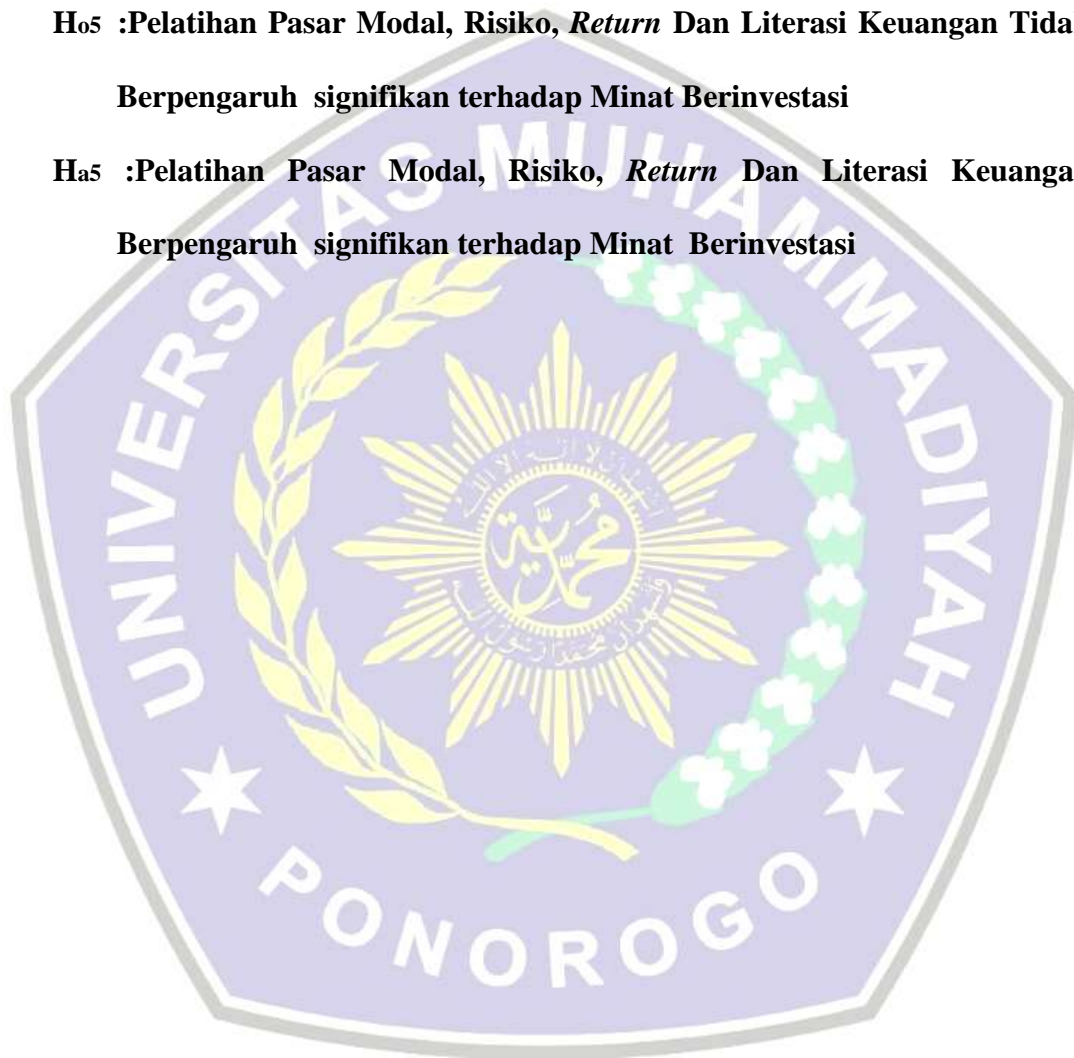 Ho5 :Pelatihan Pasar Modal, Risiko, Return Dan Literasi Keuangan Tida
Berpengaruh signifikan terhadap Minat Berinvestasi
Ha5 :Pelatihan Pasar Modal, Risiko, Return Dan Literasi Keuanga
Berpengaruh signifikan terhadap Minat Berinvestasi
UNIVERSITAS MUHAMMADIYAH
PONOROGO
محمدية